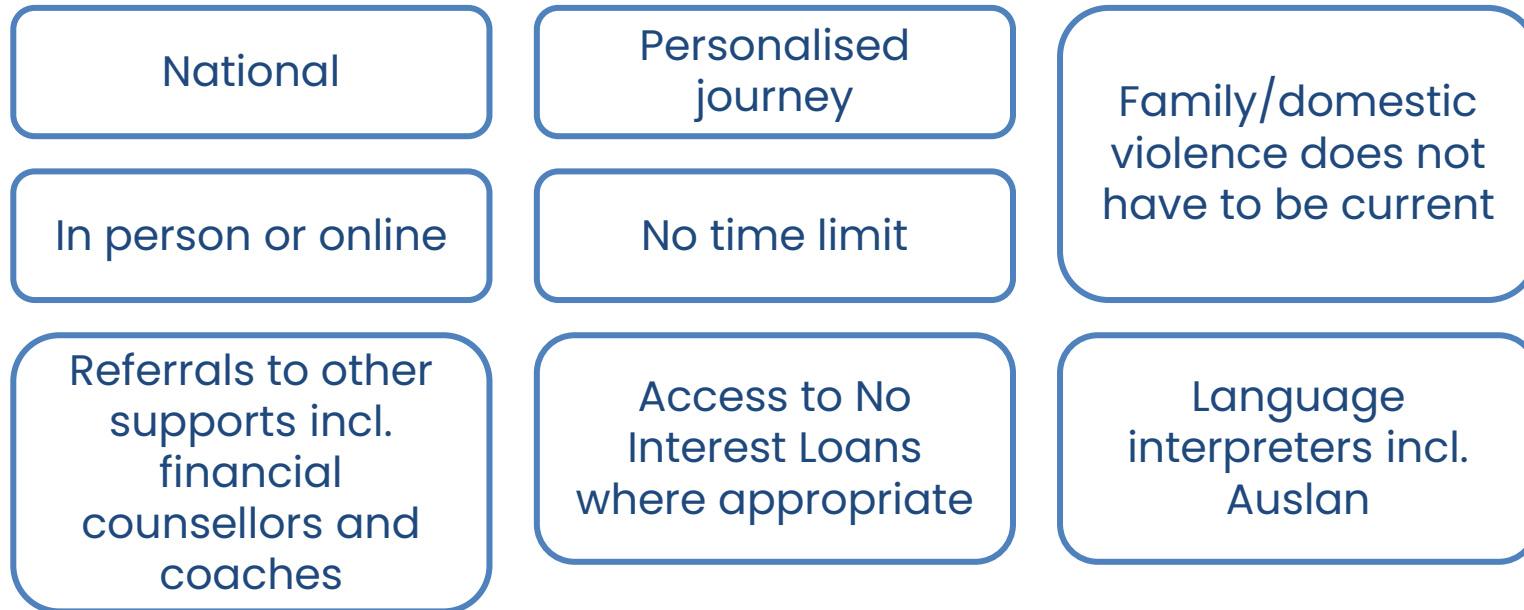 National
Personalised
journey
Family/domestic
violence does not
have to be current
In person or online
No time limit
Referrals to other
supports incl.
financial
counsellors and
coaches
Access to No
Interest Loans
where appropriate
Language
interpreters incl.
Auslan